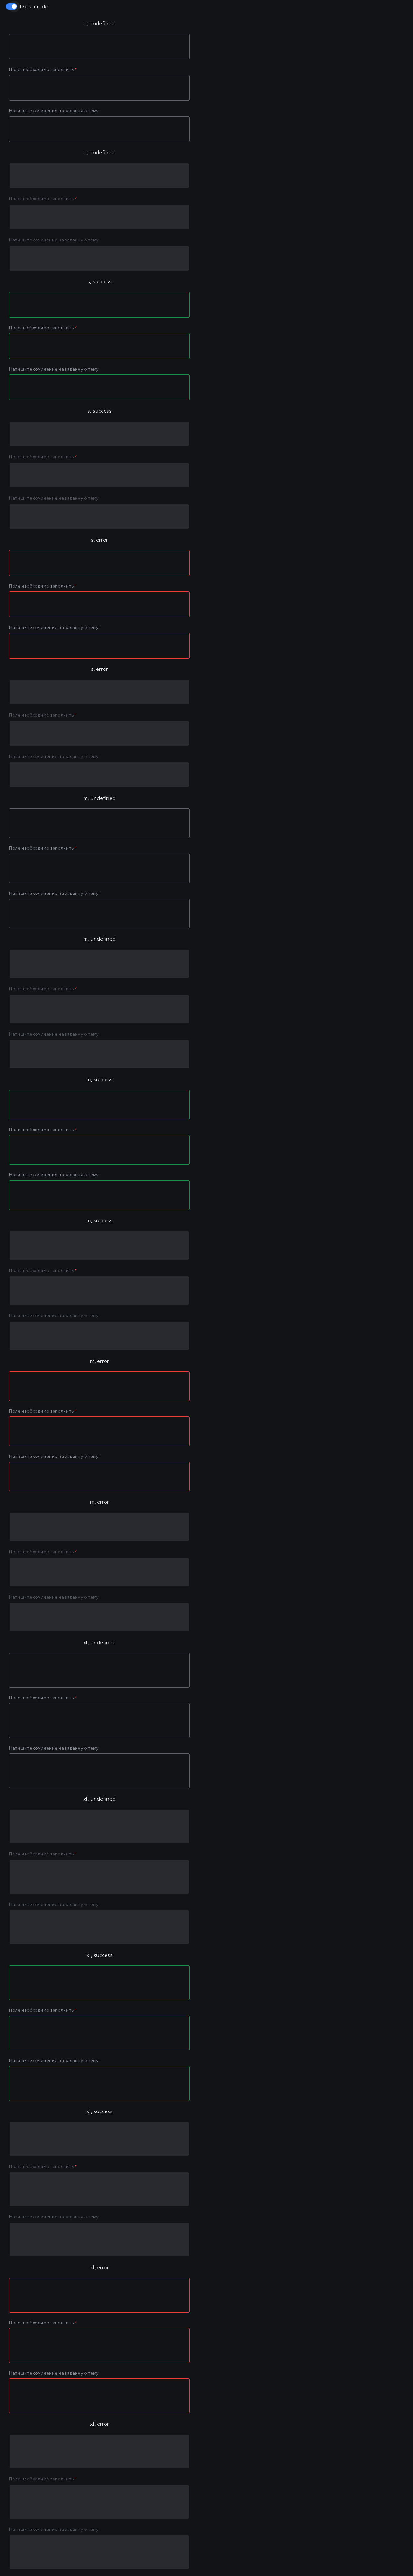 Dark_mode
s, undefined
Поле необходимо заполнить *
Напишите сочинение на заданную тему
s, undefined
Поле необходимо заполнить *
Напишите сочинение на заданную тему
s, success
Поле необходимо заполнить *
Напишите сочинение на заданную тему
s, success
Поле необходимо заполнить *
Напишите сочинение на заданную тему
s, error
Поле необходимо заполнить *
Напишите сочинение на заданную тему
s, error
Поле необходимо заполнить *
Напишите сочинение на заданную тему
m, undefined
Поле необходимо заполнить *
Напишите сочинение на заданную тему
m, undefined
Поле необходимо заполнить *
Напишите сочинение на заданную тему
m, success
Поле необходимо заполнить *
Напишите сочинение на заданную тему
m, success
Поле необходимо заполнить *
Напишите сочинение на заданную тему
m, error
Поле необходимо заполнить *
Напишите сочинение на заданную тему
m, error
Поле необходимо заполнить *
Напишите сочинение на заданную тему
xl, undefined
Поле необходимо заполнить *
Напишите сочинение на заданную тему
xl, undefined
Поле необходимо заполнить *
Напишите сочинение на заданную тему
xl, success
Поле необходимо заполнить *
Напишите сочинение на заданную тему
xl, success
Поле необходимо заполнить *
Напишите сочинение на заданную тему
xl, error
Поле необходимо заполнить *
Напишите сочинение на заданную тему
xl, error
Поле необходимо заполнить *
Напишите сочинение на заданную тему